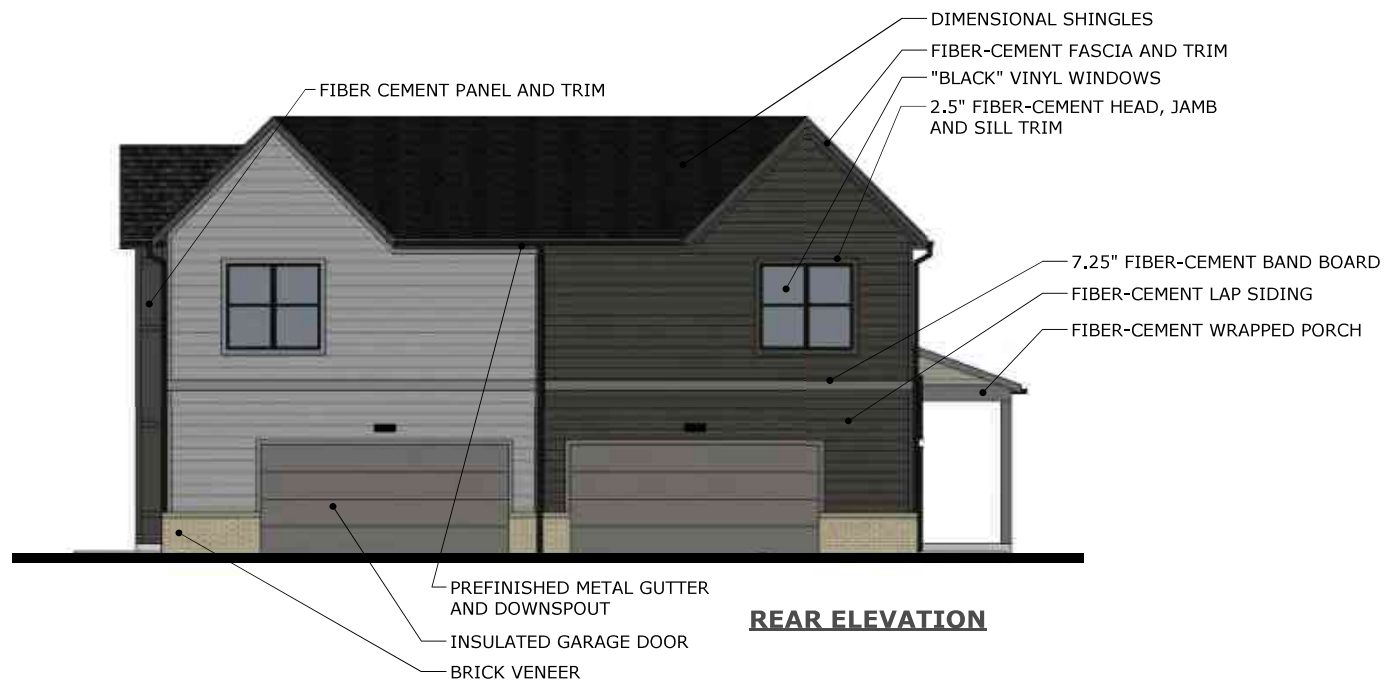 DIMENSIONAL SHINGLES
FIBER-CEMENT FASCIA AND TRIM
"BLACK" VINYL WINDOWS
FIBER CEMENT PANEL AND TRIM
2.5" FIBER-CEMENT HEAD, JAMB
AND SILL TRIM
7.25" FIBER-CEMENT BAND BOARD
FIBER-CEMENT LAP SIDING
FIBER-CEMENT WRAPPED PORCH
PREFINISHED METAL GUTTER
AND DOWNSPOUT
REAR ELEVATION
INSULATED GARAGE DOOR
BRICK VENEER